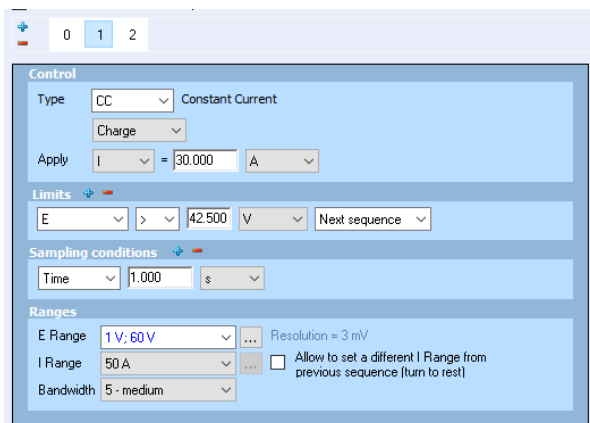 0 1 2
Control
Type CC Constant Current
Charge
Apply I = 30.000 A
Limits
E > 42.500 V Next sequence
Sampling conditions
Time 1.000 s
Ranges
E Range 1 V; 60 V ... Resolution = 3 mV
I Range 50 A ... Allow to set a different I Range from
previous sequence (turn to rest)
Bandwidth 5 - medium